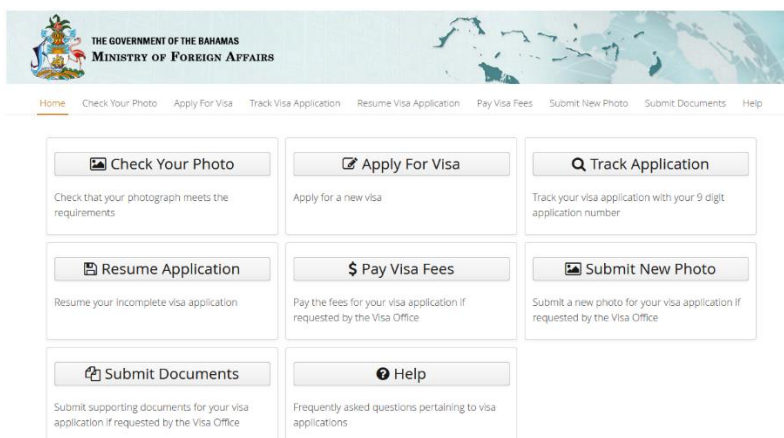 THE GOVERNMENT OF THE BAHAMAS
MINISTRY OF FOREIGN AFFAIRS
Home Check Your Photo Apply For Visa Track Visa Application Resume Visa Application Pay Visa Fees Submit New Photo Submit Documents Help
Check Your Photo
Check that your photograph meets the
requirements
Apply For Visa
Apply for a new visa
Track Application
Track your visa application with your 9 digit
application number
Resume Application
Resume your incomplete visa application
$ Pay Visa Fees
Pay the fees for your visa application if
requested by the Visa Office
Submit New Photo
Submit a new photo for your visa application if
requested by the Visa Office
Submit Documents
Submit supporting documents for your visa
application if requested by the Visa Office
Help
Frequently asked questions pertaining to visa
applications